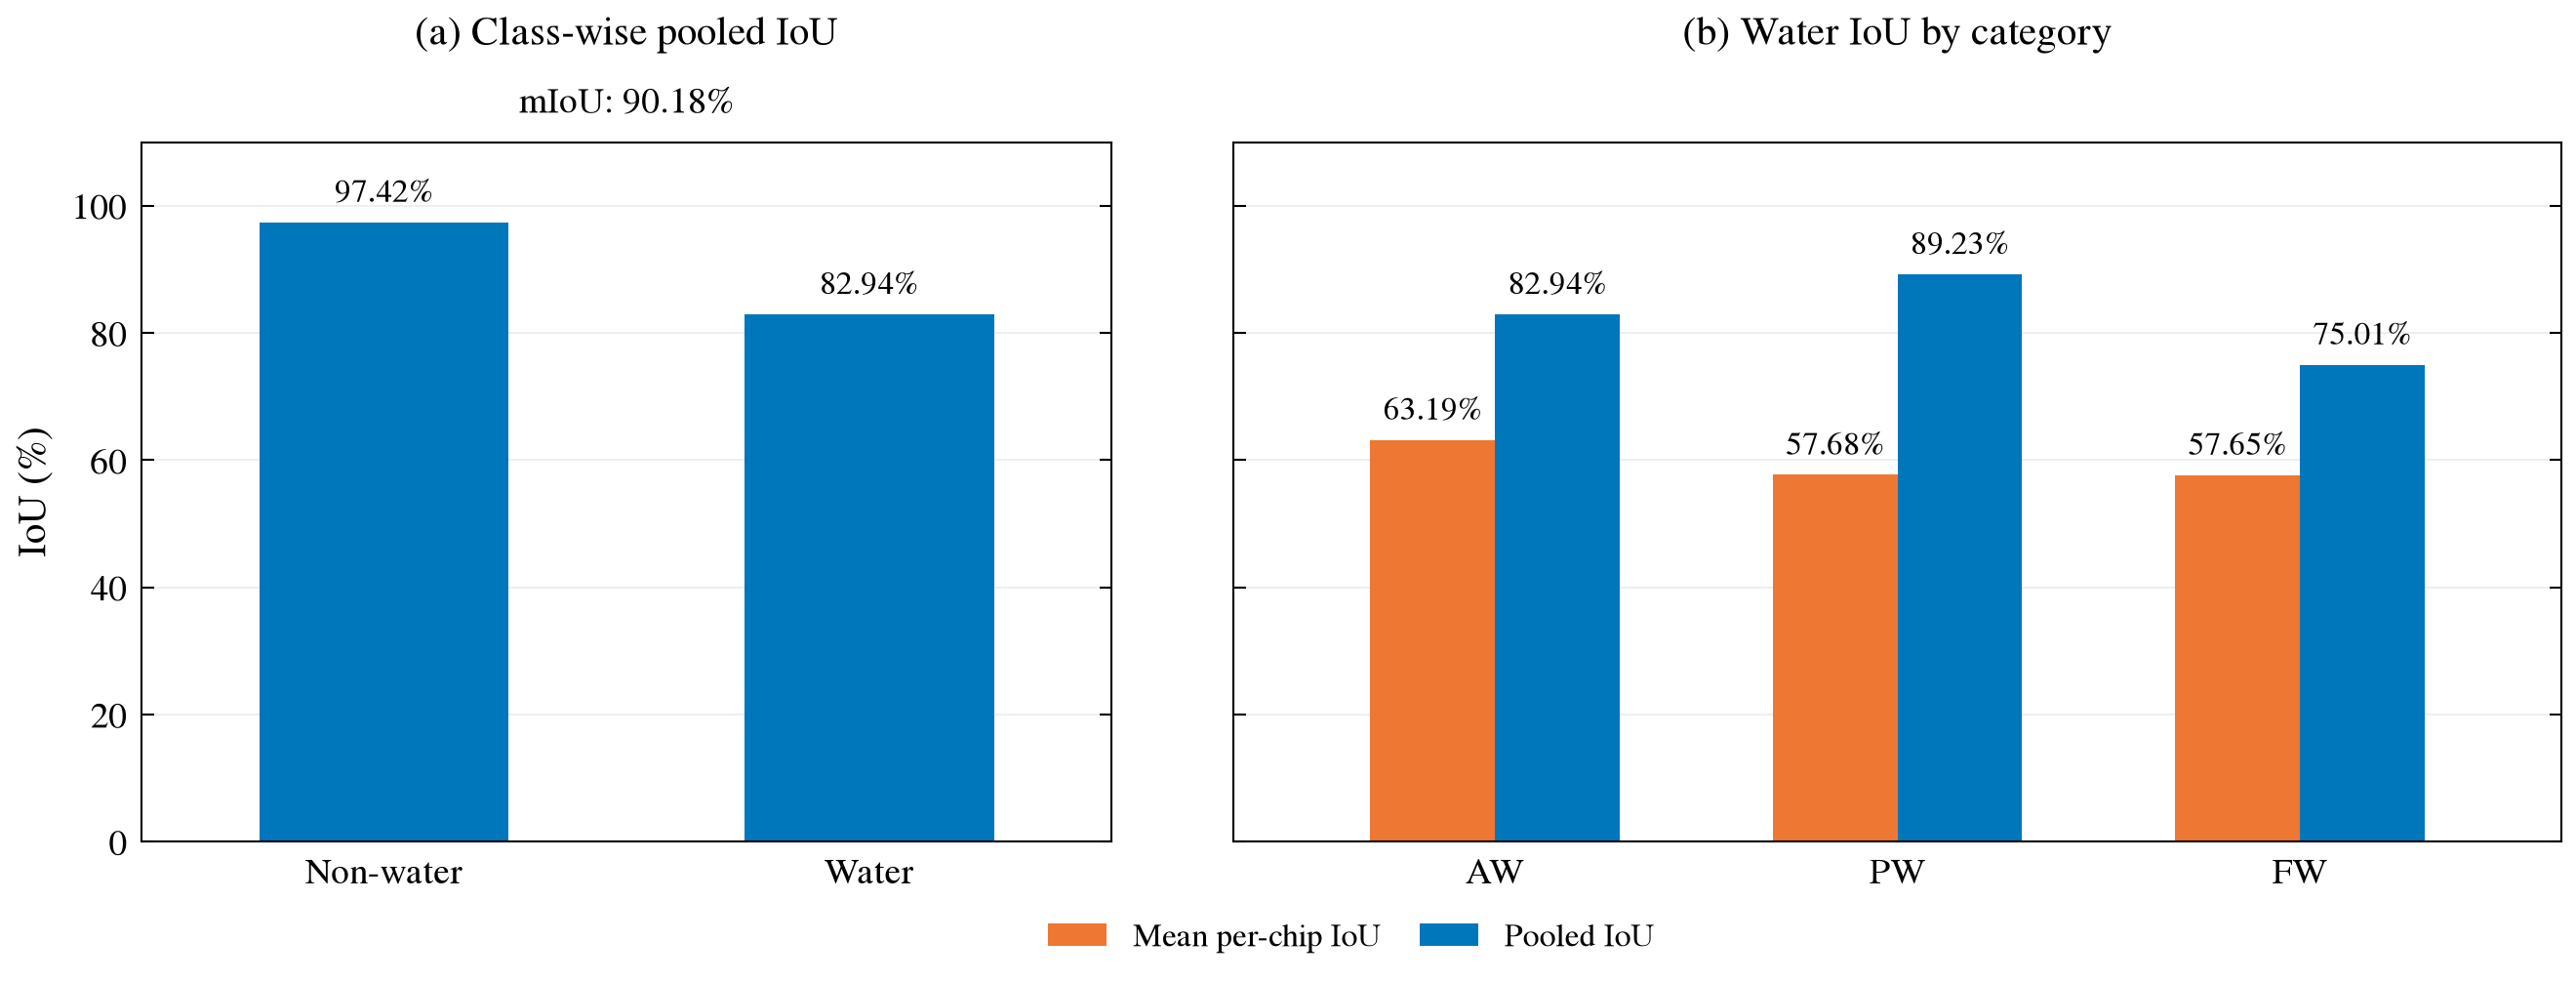 (a) Class-wise pooled IoU
mIoU: 90.18%
IoU (%)
100
80
60
40
20
0
97.42%
82.94%
Non-water
Water
(b) Water IoU by category
63.19%
82.94%
57.68%
89.23%
57.65%
75.01%
AW
PW
FW
Mean per-chip IoU
Pooled IoU